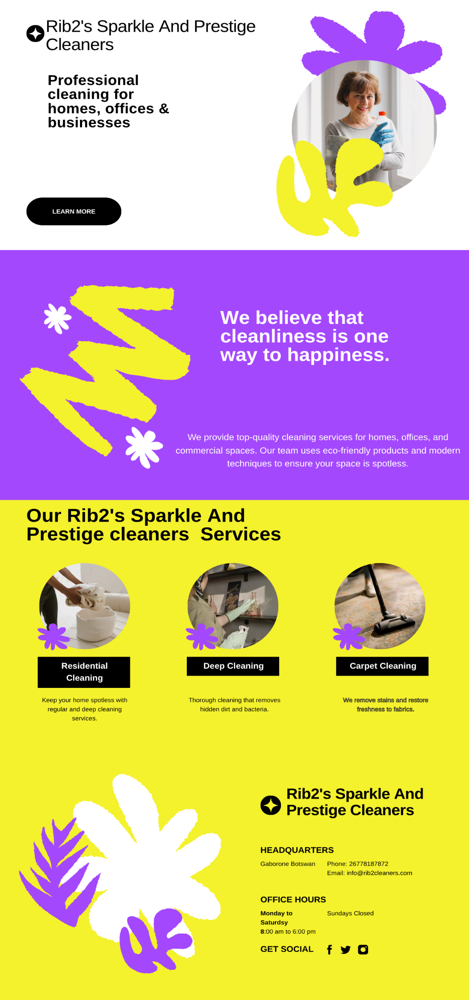 Rib2's Sparkle And Prestige
Cleaners
Professional
cleaning for
homes, offices &
businesses
LEARN MORE
We believe that
cleanliness is one
way to happiness.
We provide top-quality cleaning services for homes, offices, and
commercial spaces. Our team uses eco-friendly products and modern
techniques to ensure your space is spotless.
Our Rib2's Sparkle And
Prestige cleaners  Services
Residential
Cleaning
Deep Cleaning
Carpet Cleaning
Keep your home spotless with
regular and deep cleaning
services.
Thorough cleaning that removes
hidden dirt and bacteria.
We remove stains and restore
freshness to fabrics.
Rib2's Sparkle And
Prestige Cleaners
HEADQUARTERS
Gaborone Botswan
Phone: 26778187872
Email: info@rib2cleaners.com
OFFICE HOURS
Monday to
Saturdsy
8:00 am to 6:00 pm
Sundays Closed
GET SOCIAL